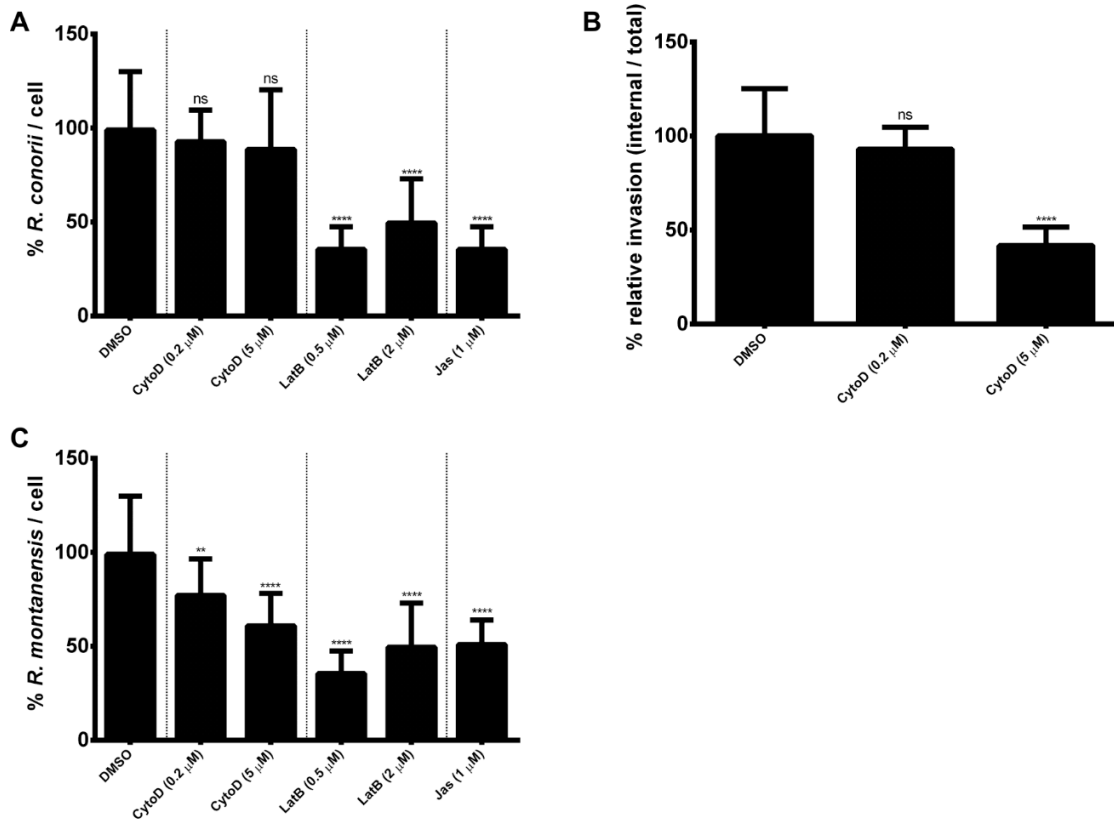 A
% R. conorii / cell
150
100
50
0
ns
ns
****
****
****
DMSO
CytoD (0.2 μM)
CytoD (5 μM)
LatB (0.5 μM)
LatB (2 μM)
Jas (1 μM)
B
% relative invasion (internal / total)
150
100
50
0
ns
****
DMSO
CytoD (0.2 μM)
CytoD (5 μM)
C
% R. montanensis / cell
150
100
50
0
**
****
****
****
****
DMSO
CytoD (0.2 μM)
CytoD (5 μM)
LatB (0.5 μM)
LatB (2 μM)
Jas (1 μM)